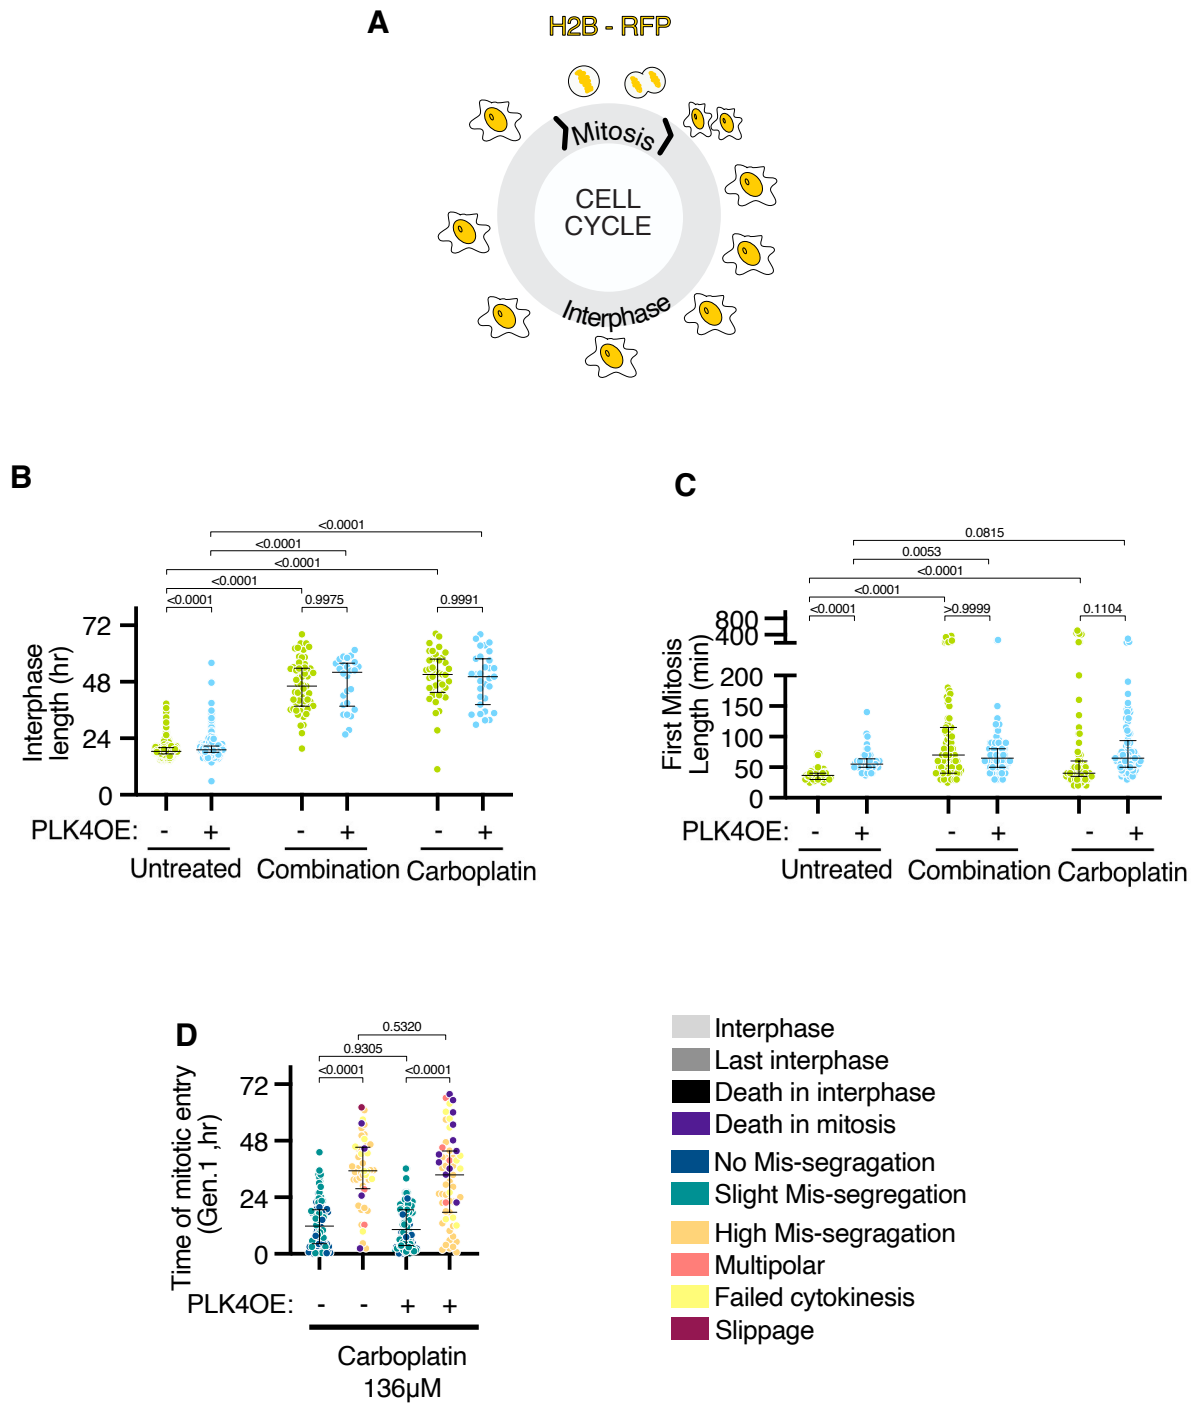 A
H2B - RFP
Mitosis
CELL
CYCLE
Interphase
B
<0.0001
<0.0001
<0.0001
<0.0001
<0.0001
0.9975
0.9991
72
48
24
0
Interphase
length (hr)
PLK4OE:
- + - + - +
Untreated Combination Carboplatin
C
0.0815
0.0053
<0.0001
<0.0001
<0.0001
>0.9999
0.1104
800
400
200
150
100
50
0
First Mitosis
Length (min)
PLK4OE:
- + - + - +
Untreated Combination Carboplatin
D
0.5320
0.9305
<0.0001
<0.0001
72
48
24
0
Time of mitotic entry
(Gen.1 ,hr)
PLK4OE: - - + +
Carboplatin
136µM
Interphase
Last interphase
Death in interphase
Death in mitosis
No Mis-segragation
Slight Mis-segregation
High Mis-segragation
Multipolar
Failed cytokinesis
Slippage